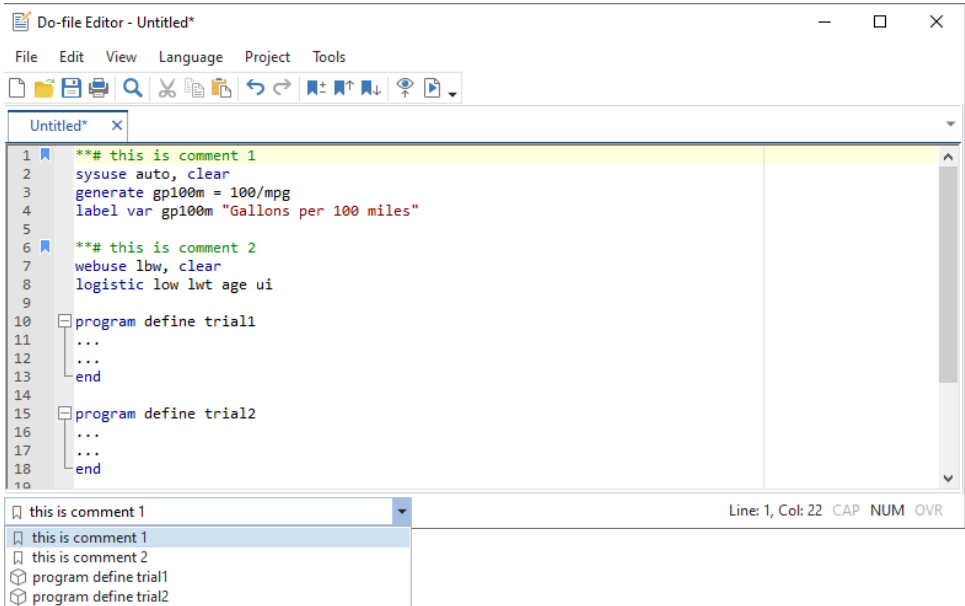 Do-file Editor - Untitled*
File Edit View Language Project Tools
Untitled*
1 **# this is comment 1
2 sysuse auto, clear
3 generate gp100m = 100/mpg
4 label var gp100m "Gallons per 100 miles"
5
6 **# this is comment 2
7 webuse lbw, clear
8 logistic low lwt age ui
9
10 program define trial1
11 ...
12 ...
13 end
14
15 program define trial2
16 ...
17 ...
18 end
19
this is comment 1 Line: 1, Col: 22 CAP NUM OVR
this is comment 1
this is comment 2
program define trial1
program define trial2